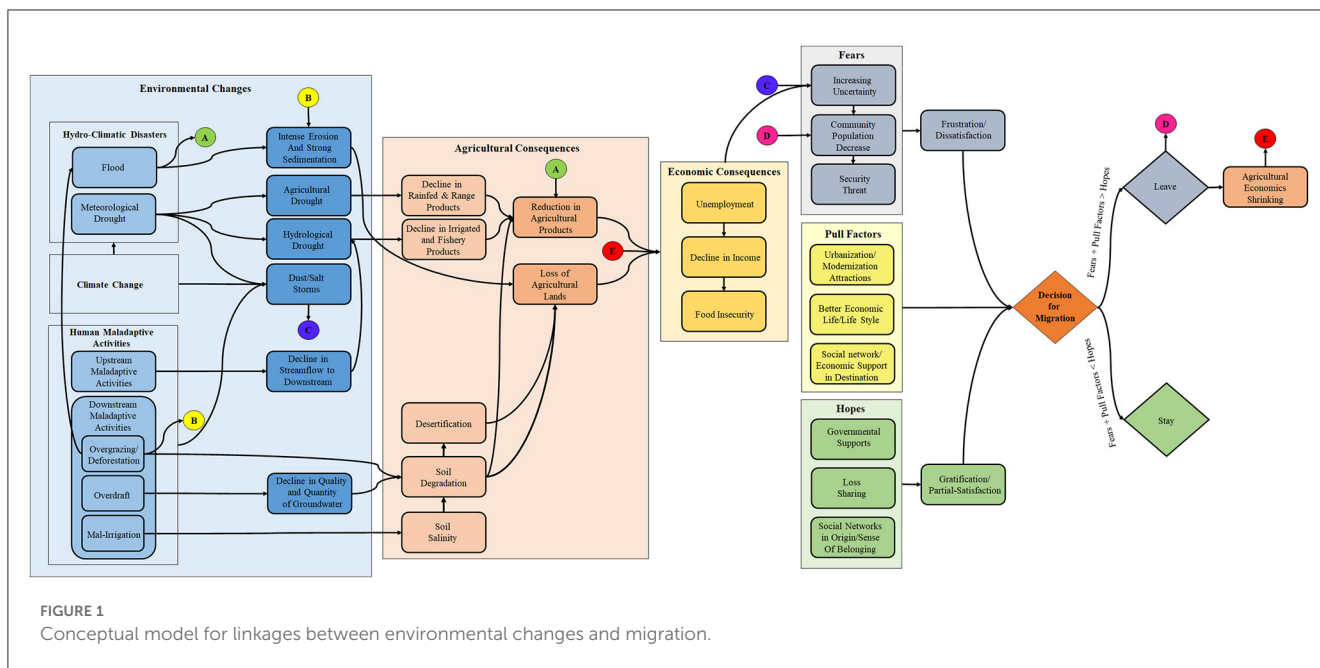 Environmental Changes
Hydro-Climatic Disasters
A
Flood
Meteorological
Drought
Climate Change
Human Maladaptive
Activities
Upstream
Maladaptive
Activities
Downstream
Maladaptive
Activities
B
Overgrazing/
Deforestation
Overdraft
Mal-Irrigation
B
Intense Erosion
And Strong
Sedimentation
Agricultural
Drought
Hydrological
Drought
Dust/Salt
Storms
C
Decline in
Streamflow to
Downstream
Decline in Quality
and Quantity
of Groundwater
Agricultural Consequences
Decline in
Rainfed & Range
Products
Decline in Irrigated
and Fishery
Products
Desertification
Soil
Degradation
Soil
Salinity
A
Reduction in
Agricultural
Products
E
Loss of
Agricultural
Lands
Economic Consequences
Unemployment
Decline in Income
Food Insecurity
C
D
Fears
Increasing
Uncertainty
Community
Population
Decrease
Security
Threat
Pull Factors
Urbanization/
Modernization
Attractions
Better Economic
Life/Life Style
Social network/
Economic Support
in Destination
Hopes
Governmental
Supports
Loss
Sharing
Social Networks
in Origin/Sense
Of Belonging
Frustration/
Dissatisfaction
Gratification/
Partial-Satisfaction
Decision
for
Migration
Fears + Pull Factors > Hopes
Fears + Pull Factors < Hopes
D
Leave
Stay
E
Agricultural
Economics
Shrinking
FIGURE 1
Conceptual model for linkages between environmental changes and migration.